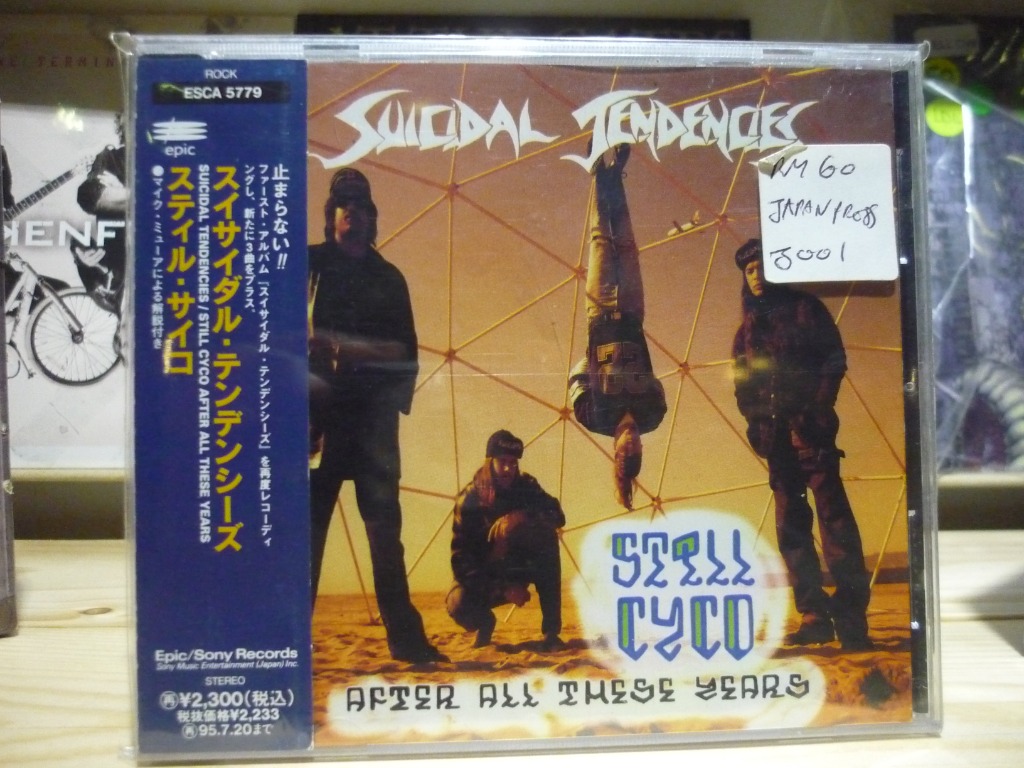 ROCK
ESCA 5779
epic
止まらない!!
ファースト・アルバム「スイサイダル・テンデンシーズ」を再度レコーディ
ングし、新たに3曲をプラス。
スイサイダル・テンデンシーズ
SUICIDAL TENDENCIES/STILL CYCO AFTER ALL THESE YEARS
スティル・サイコ
●マイク・ミューアによる解説付き
Epic/Sony Records
Sony Music Entertainment (Japan) Inc.
STEREO
再¥2,300(税込)
税抜価格¥2,233
再95.7.20まで
SUICIDAL TENDENCIES
RM 60
JAPAN PRESS
J001
STILL
CYCO
AFTER ALL THESE YEARS
ENF